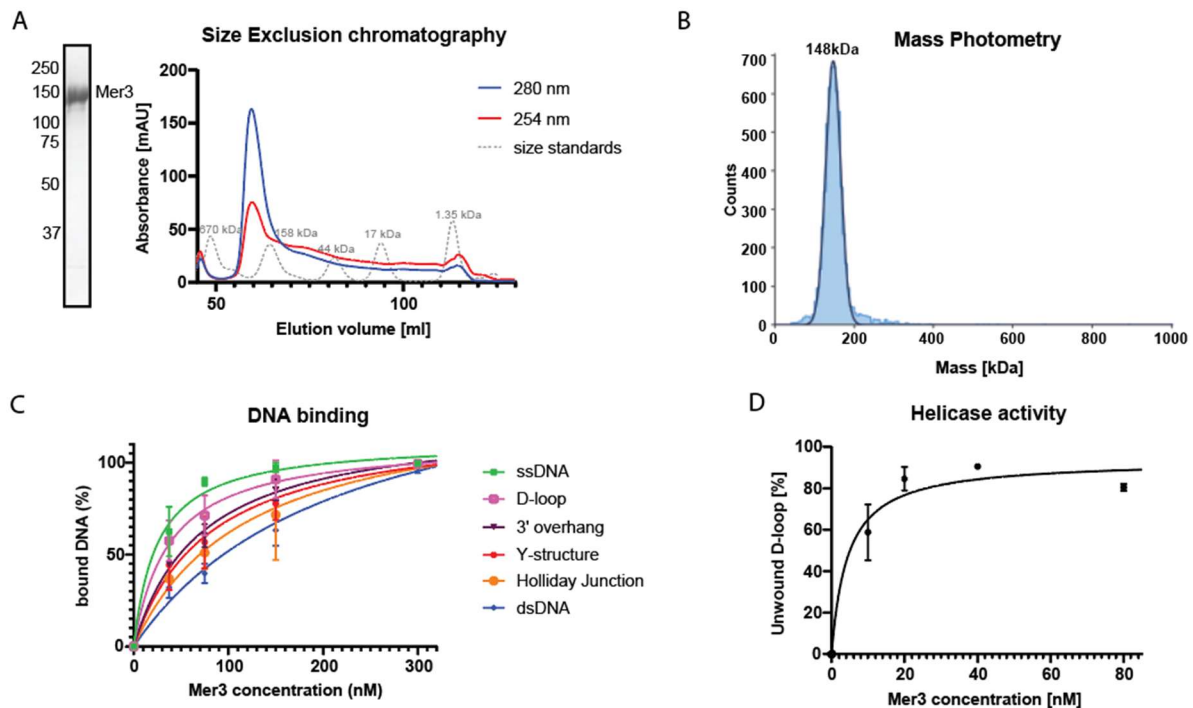 A
Size Exclusion chromatography
250
150
100
75
50
37
Mer3
Absorbance [mAU]
200
150
100
50
0
670 kDa
158 kDa
44 kDa
17 kDa
1.35 kDa
280 nm
254 nm
size standards
50
100
Elution volume [ml]
B
Mass Photometry
148kDa
Counts
700
600
500
400
300
200
100
0
0
200
400
600
800
1000
Mass [kDa]
C
DNA binding
bound DNA (%)
100
50
0
0
100
200
300
Mer3 concentration (nM)
ssDNA
D-loop
3' overhang
Y-structure
Holliday Junction
dsDNA
D
Helicase activity
Unwound D-loop [%]
100
80
60
40
20
0
0
20
40
60
80
Mer3 concentration [nM]